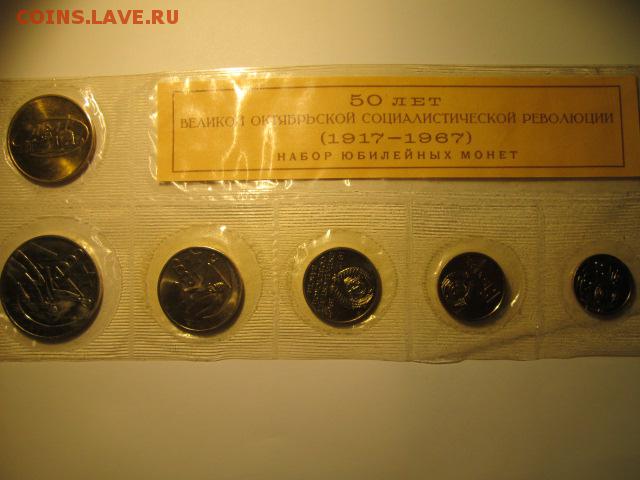 COINS.LAVE.RU
50 ЛЕТ
ВЕЛИКОЙ ОКТЯБРЬСКОЙ СОЦИАЛИСТИЧЕСКОЙ РЕВОЛЮЦИИ
(1917—1967)
НАБОР ЮБИЛЕЙНЫХ МОНЕТ